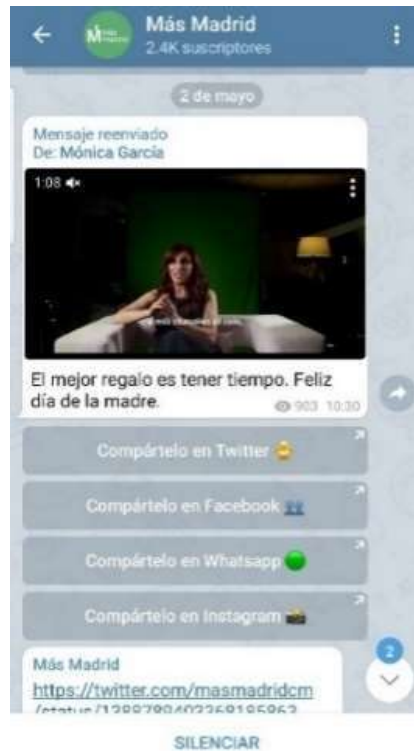 Más Madrid
2.4K suscriptores
2 de mayo
Mensaje reenviado
De: Mónica García
1:08
El mejor regalo es tener tiempo. Feliz
día de la madre.
903 10:30
Compártelo en Twitter
Compártelo en Facebook
Compártelo en Whatsapp
Compártelo en Instagram
2
Más Madrid
https://twitter.com/masmadridcm
SILENCIAR